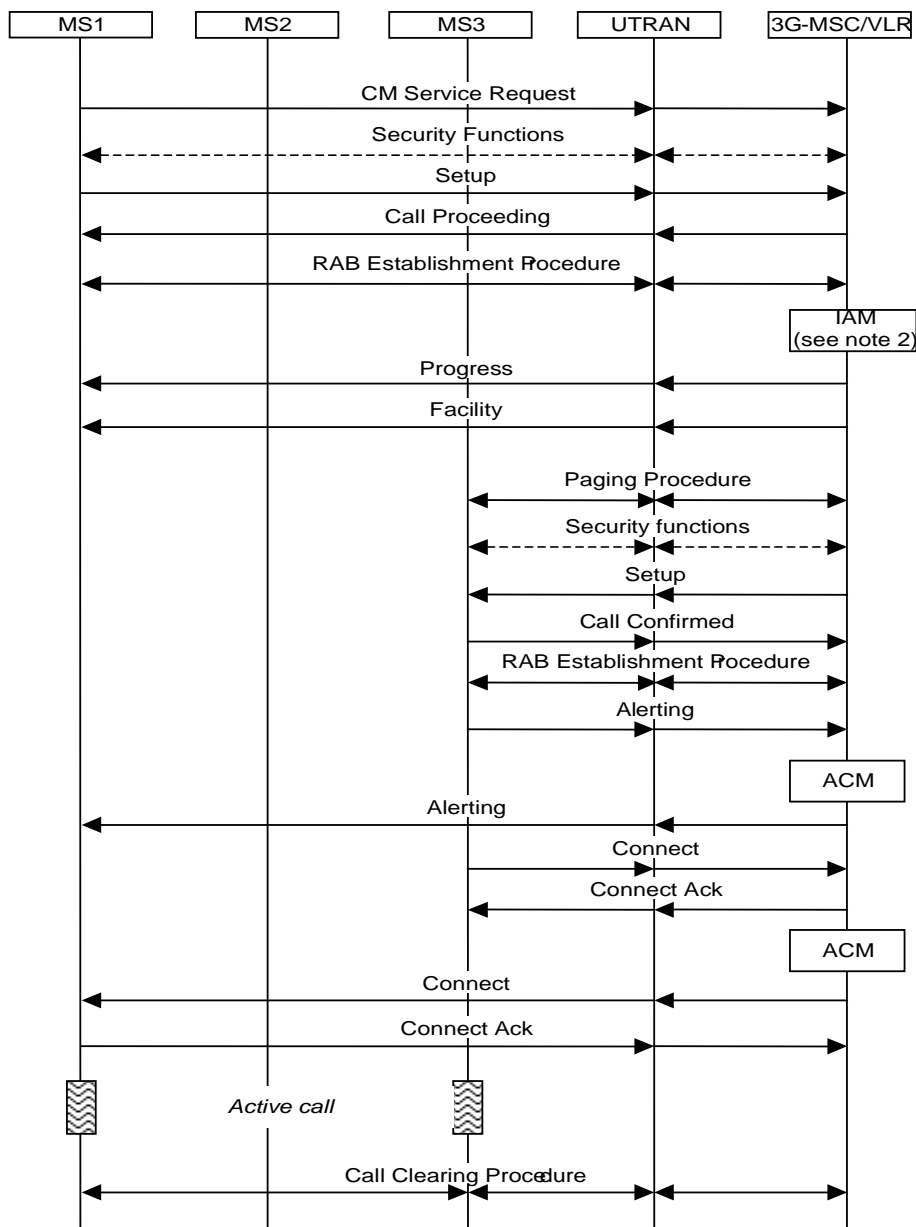 MS1 MS2 MS3 UTRAN 3G-MSC/VLR
CM Service Request
Security Functions
Setup
Call Proceeding
RAB Establishment Procedure
IAM
(see note 2)
Progress
Facility
Paging Procedure
Security functions
Setup
Call Confirmed
RAB Establishment Procedure
Alerting
ACM
Alerting
Connect
Connect Ack
ACM
Connect
Connect Ack
Active call
Call Clearing Procedure